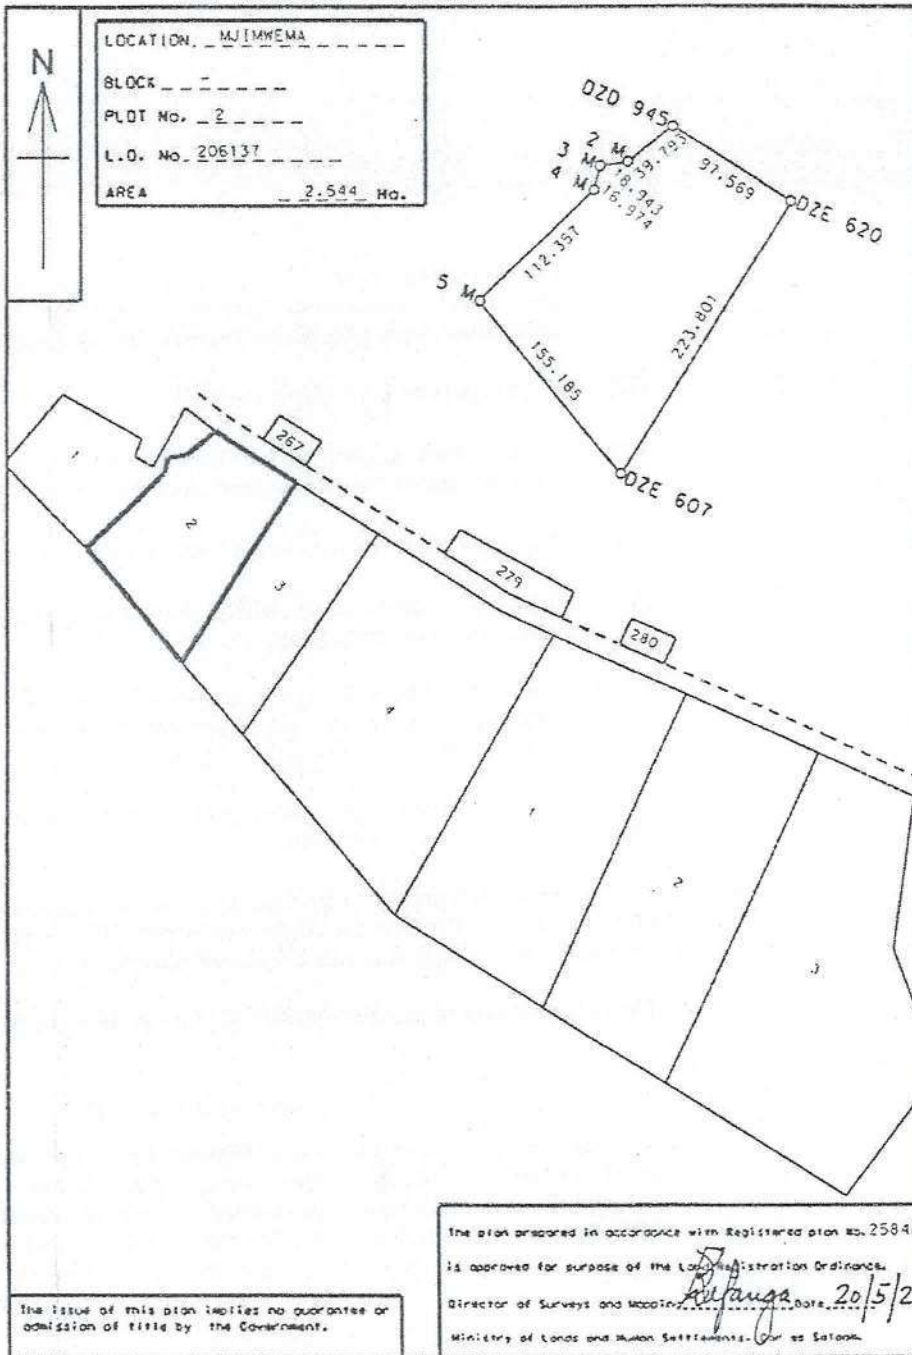 N
LOCATION MJIMWEMA
BLOCK -
PLOT No. 2
L.O. No. 206137
AREA 2.544 Ha.
DZD 945
2 M
3 M
4 M
39.793
18.943
16.974
97.569
DZE 620
112.357
5 M
223.801
155.185
DZE 607
267
1
2
3
279
280
4
1
2
3
The plan prepared in accordance with Registered plan No. 2584
is approved for purpose of the Land Registration Ordinance.
Director of Surveys and Mapping Date 20/5/2
Ministry of Lands and Human Settlements. Dar es Salaam.
The issue of this plan implies no guarantee or
admission of title by the Government.